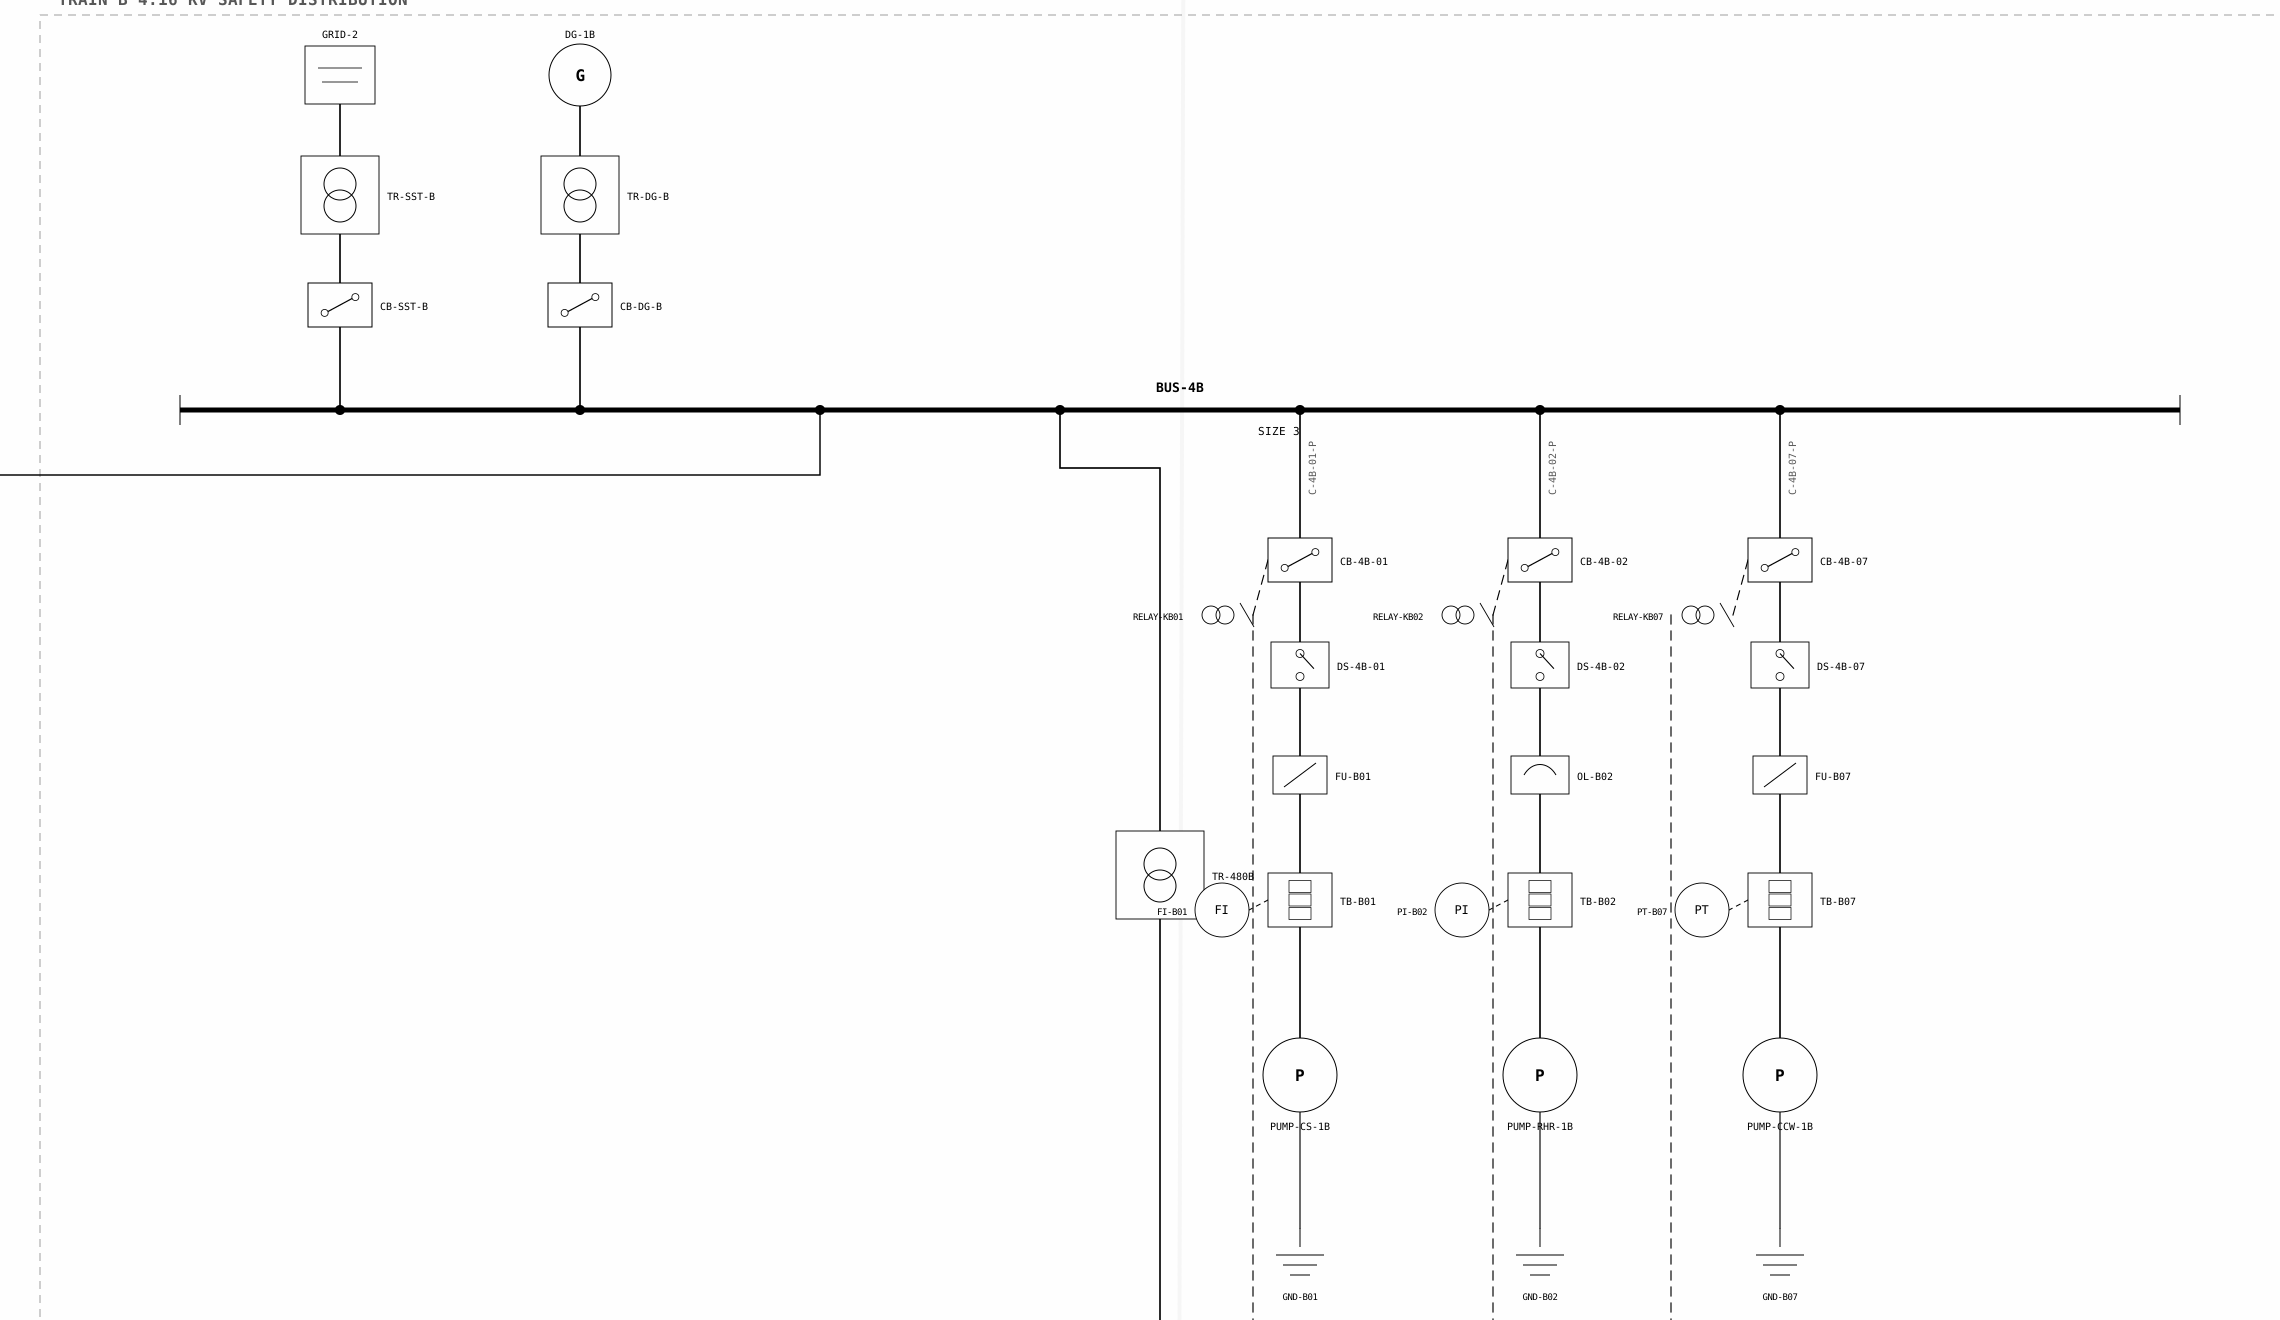 TRAIN B 4.16 KV SAFETY DISTRIBUTION
GRID-2
DG-1B
G
TR-SST-B
TR-DG-B
CB-SST-B
CB-DG-B
BUS-4B
SIZE 3
C-4B-01-P
C-4B-02-P
C-4B-07-P
CB-4B-01
CB-4B-02
CB-4B-07
RELAY-KB01
RELAY-KB02
RELAY-KB07
DS-4B-01
DS-4B-02
DS-4B-07
FU-B01
OL-B02
FU-B07
TR-480B
FI-B01
FI
TB-B01
PI-B02
PI
TB-B02
PT-B07
PT
TB-B07
P
P
P
PUMP-CS-1B
PUMP-RHR-1B
PUMP-CCW-1B
GND-B01
GND-B02
GND-B07